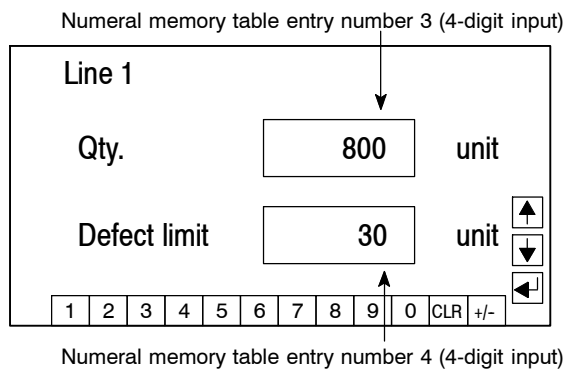 Numeral memory table entry number 3 (4-digit input)
Line 1
Qty. 800 unit
Defect limit 30 unit
1 2 3 4 5 6 7 8 9 0 CLR +/-
Numeral memory table entry number 4 (4-digit input)